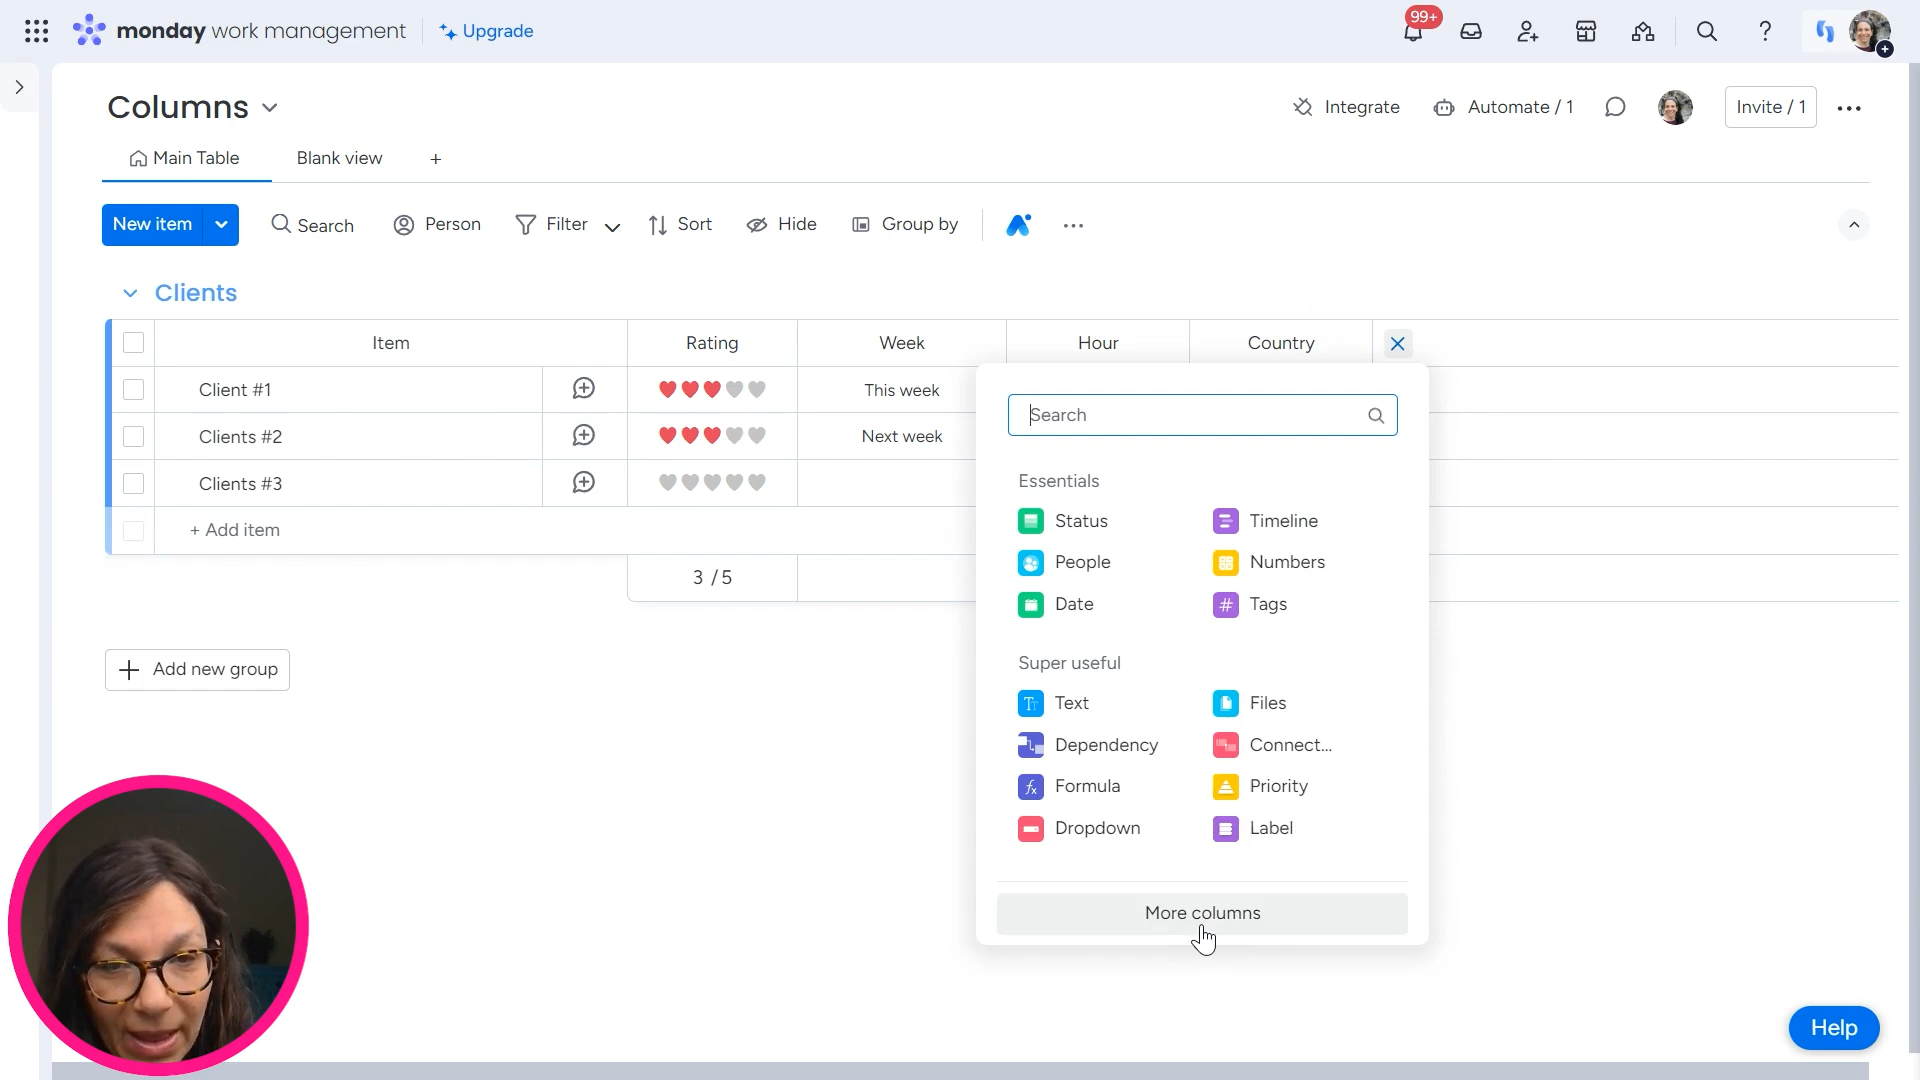 monday work management
Upgrade
99+
Columns
Integrate
Automate / 1
Invite / 1
Main Table
Blank view
+
New item
Search
Person
Filter
Sort
Hide
Group by
Clients
Item
Rating
Week
Hour
Country
Client #1
This week
Clients #2
Next week
Clients #3
+ Add item
3 / 5
Add new group
Search
Essentials
Status
Timeline
People
Numbers
Date
Tags
Super useful
Text
Files
Dependency
Connect...
Formula
Priority
Dropdown
Label
More columns
Help